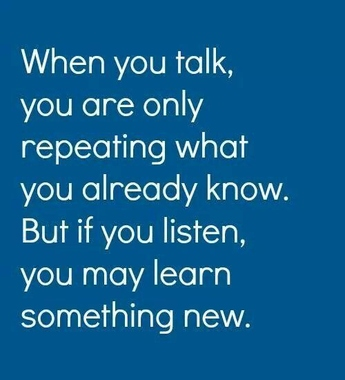 When you talk,
you are only
repeating what
you already know.
But if you listen,
you may learn
something new.